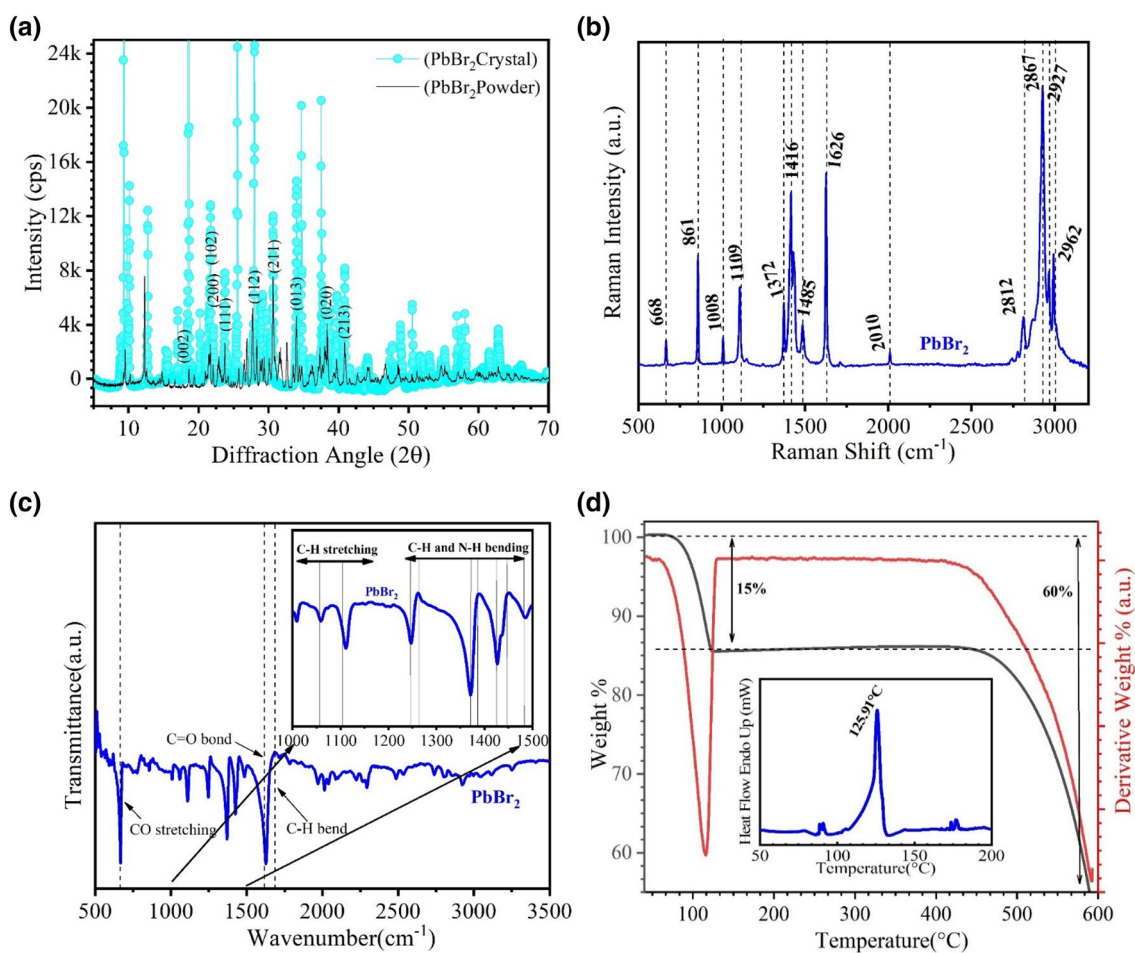 (a)
24k
20k
16k
12k
8k
4k
0
Intensity (cps)
(PbBr₂Crystal)
(PbBr₂Powder)
(002)
(200)
(102)
(111)
(112)
(211)
(013)
(020)
(213)
10 20 30 40 50 60 70
Diffraction Angle (2θ)
(b)
Raman Intensity (a.u.)
668
861
1008
1109
1372
1416
1485
1626
2010
2812
2867
2927
2962
PbBr₂
500 1000 1500 2000 2500 3000
Raman Shift (cm⁻¹)
(c)
Transmittance(a.u.)
C-H stretching
C-H and N-H bending
PbBr₂
1000 1100 1200 1300 1400 1500
C=O bond
CO stretching
C-H bend
PbBr₂
500 1000 1500 2000 2500 3000 3500
Wavenumber(cm⁻¹)
(d)
100
90
80
70
60
Weight %
15%
60%
Derivative Weight % (a.u.)
Heat Flow Endo Up (mW)
125.91°C
50 100 150 200
Temperature(°C)
100 200 300 400 500 600
Temperature(°C)